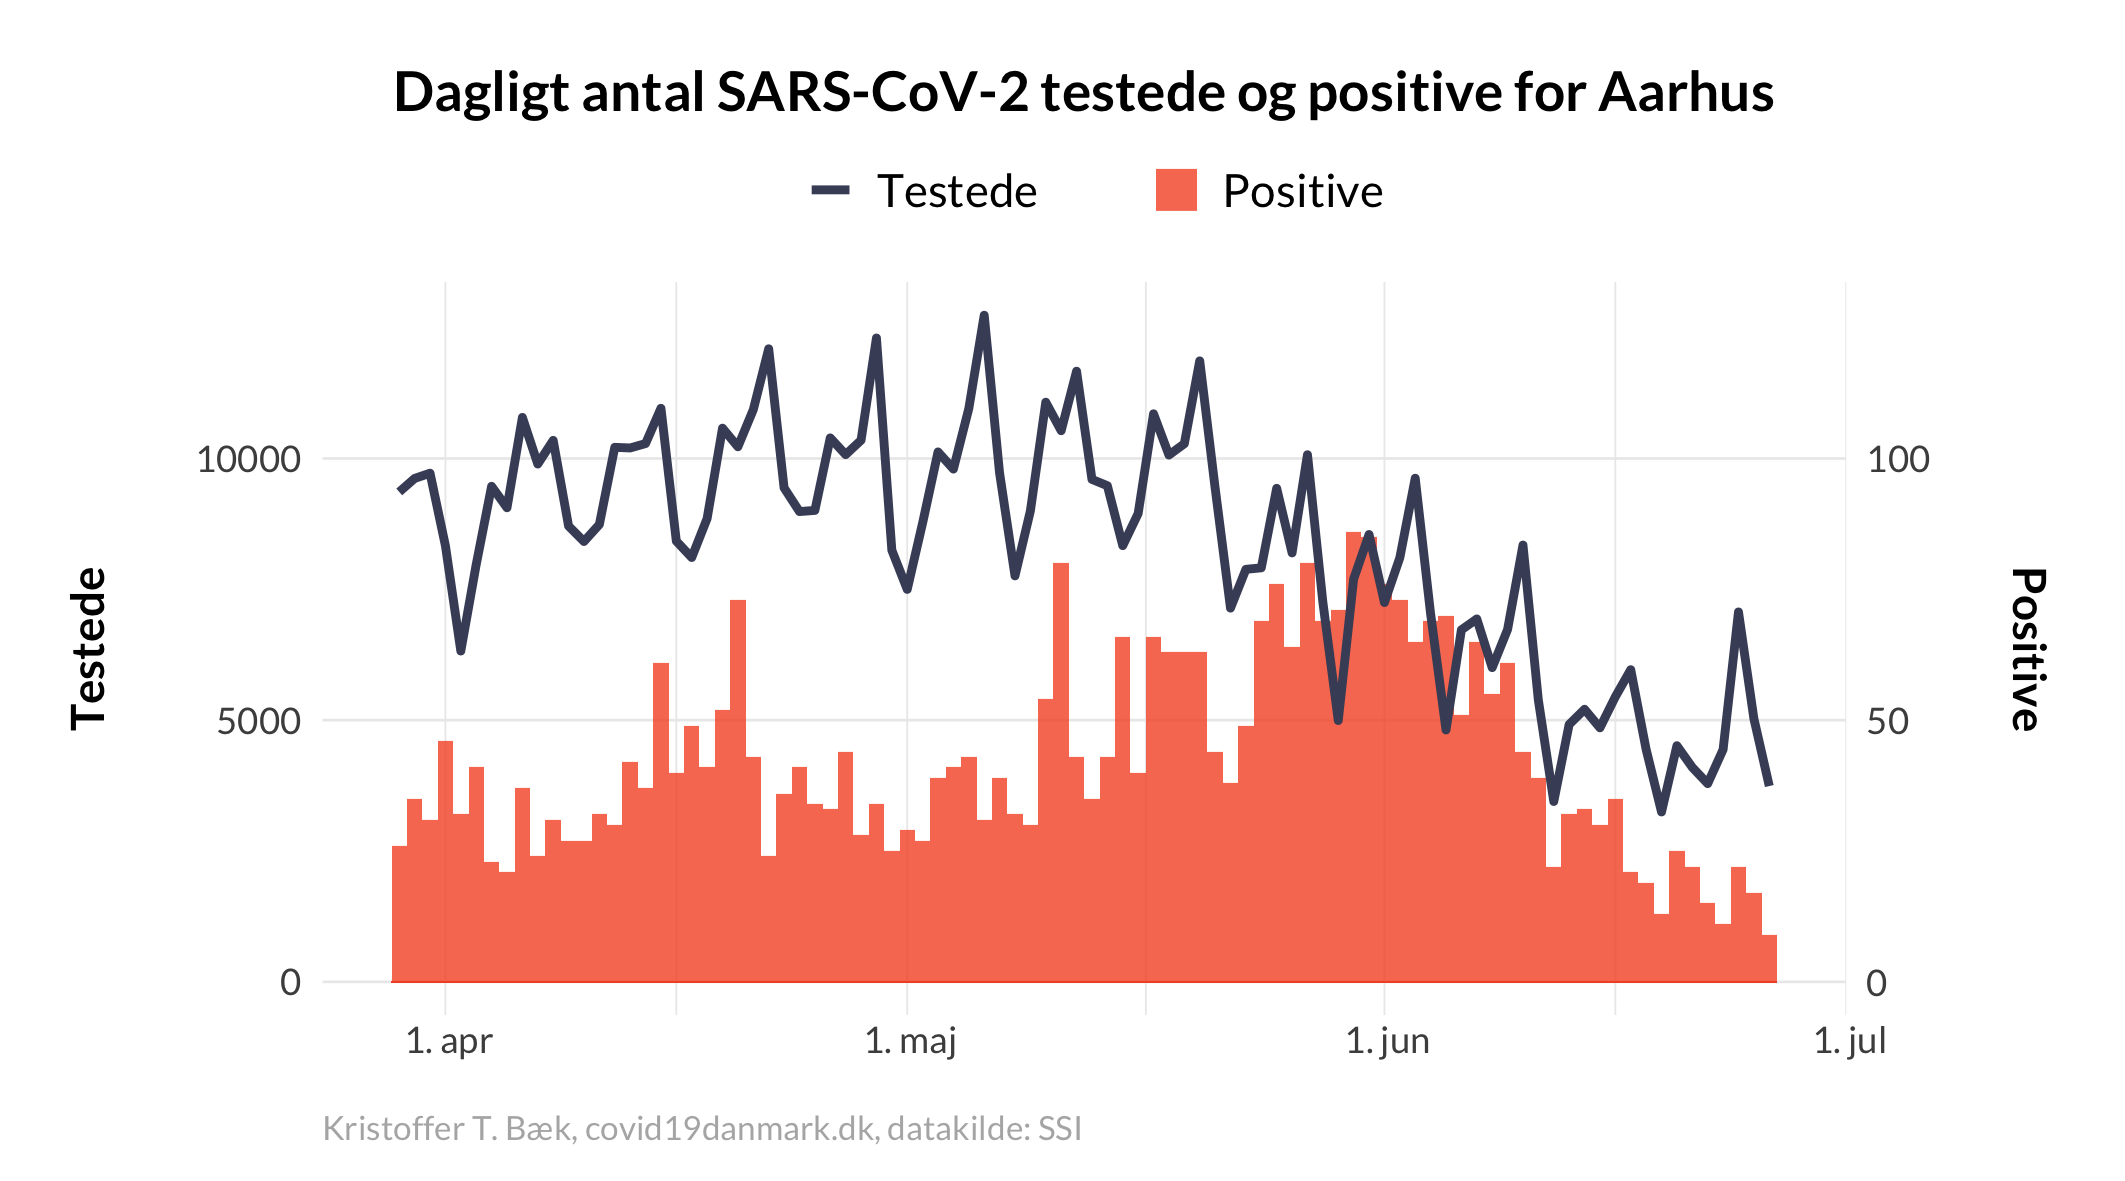 Dagligt antal SARS-CoV-2 testede og positive for Aarhus
Testede
Positive
Testede
Positive
10000
5000
0
100
50
0
1. apr
1. maj
1. jun
1. jul
Kristoffer T. Bæk, covid19danmark.dk, datakilde: SSI